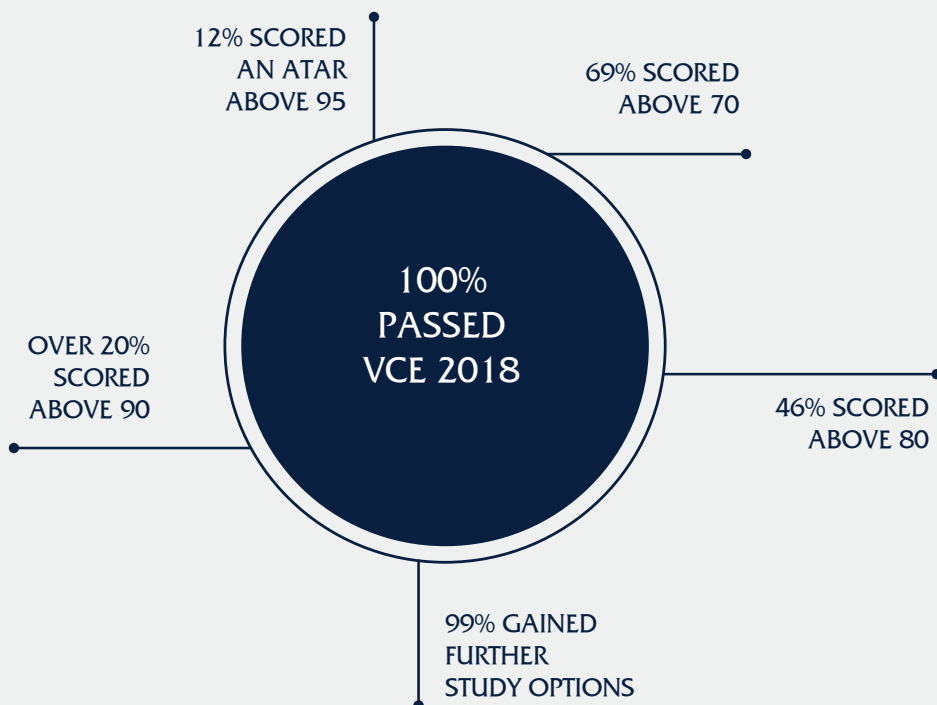 12% SCORED
AN ATAR
ABOVE 95
69% SCORED
ABOVE 70
100%
PASSED
VCE 2018
OVER 20%
SCORED
ABOVE 90
46% SCORED
ABOVE 80
99% GAINED
FURTHER
STUDY OPTIONS